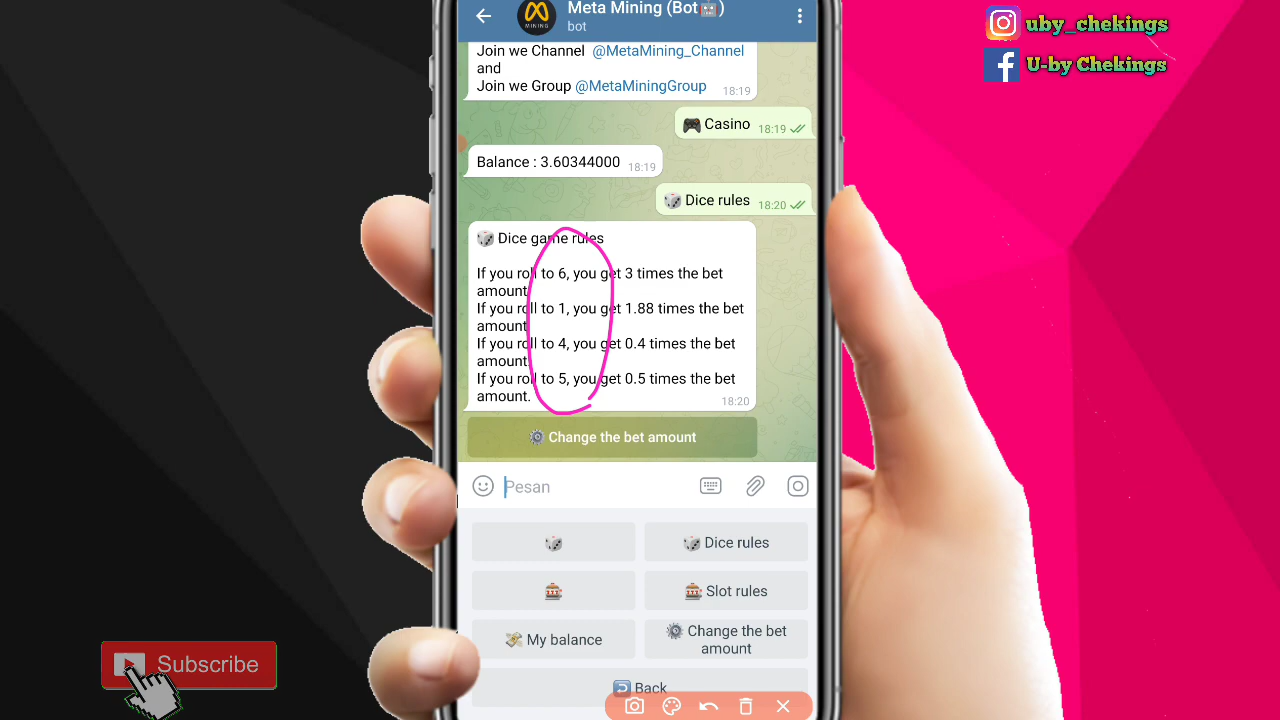 Meta Mining (Bot🤖)
bot
MINING
uby_chekings
U-by Chekings
Join we Channel @MetaMining_Channel
and
Join we Group @MetaMiningGroup
18:19
🎮 Casino 18:19
Balance : 3.60344000 18:19
🎲 Dice rules 18:20
🎲 Dice game rules
If you roll to 6, you get 3 times the bet
amount
If you roll to 1, you get 1.88 times the bet
amount
If you roll to 4, you get 0.4 times the bet
amount
If you roll to 5, you get 0.5 times the bet
amount.
18:20
⚙️ Change the bet amount
Pesan
🎲
🎲 Dice rules
🎰
🎰 Slot rules
💸 My balance
⚙️ Change the bet
amount
↩️ Back
Subscribe